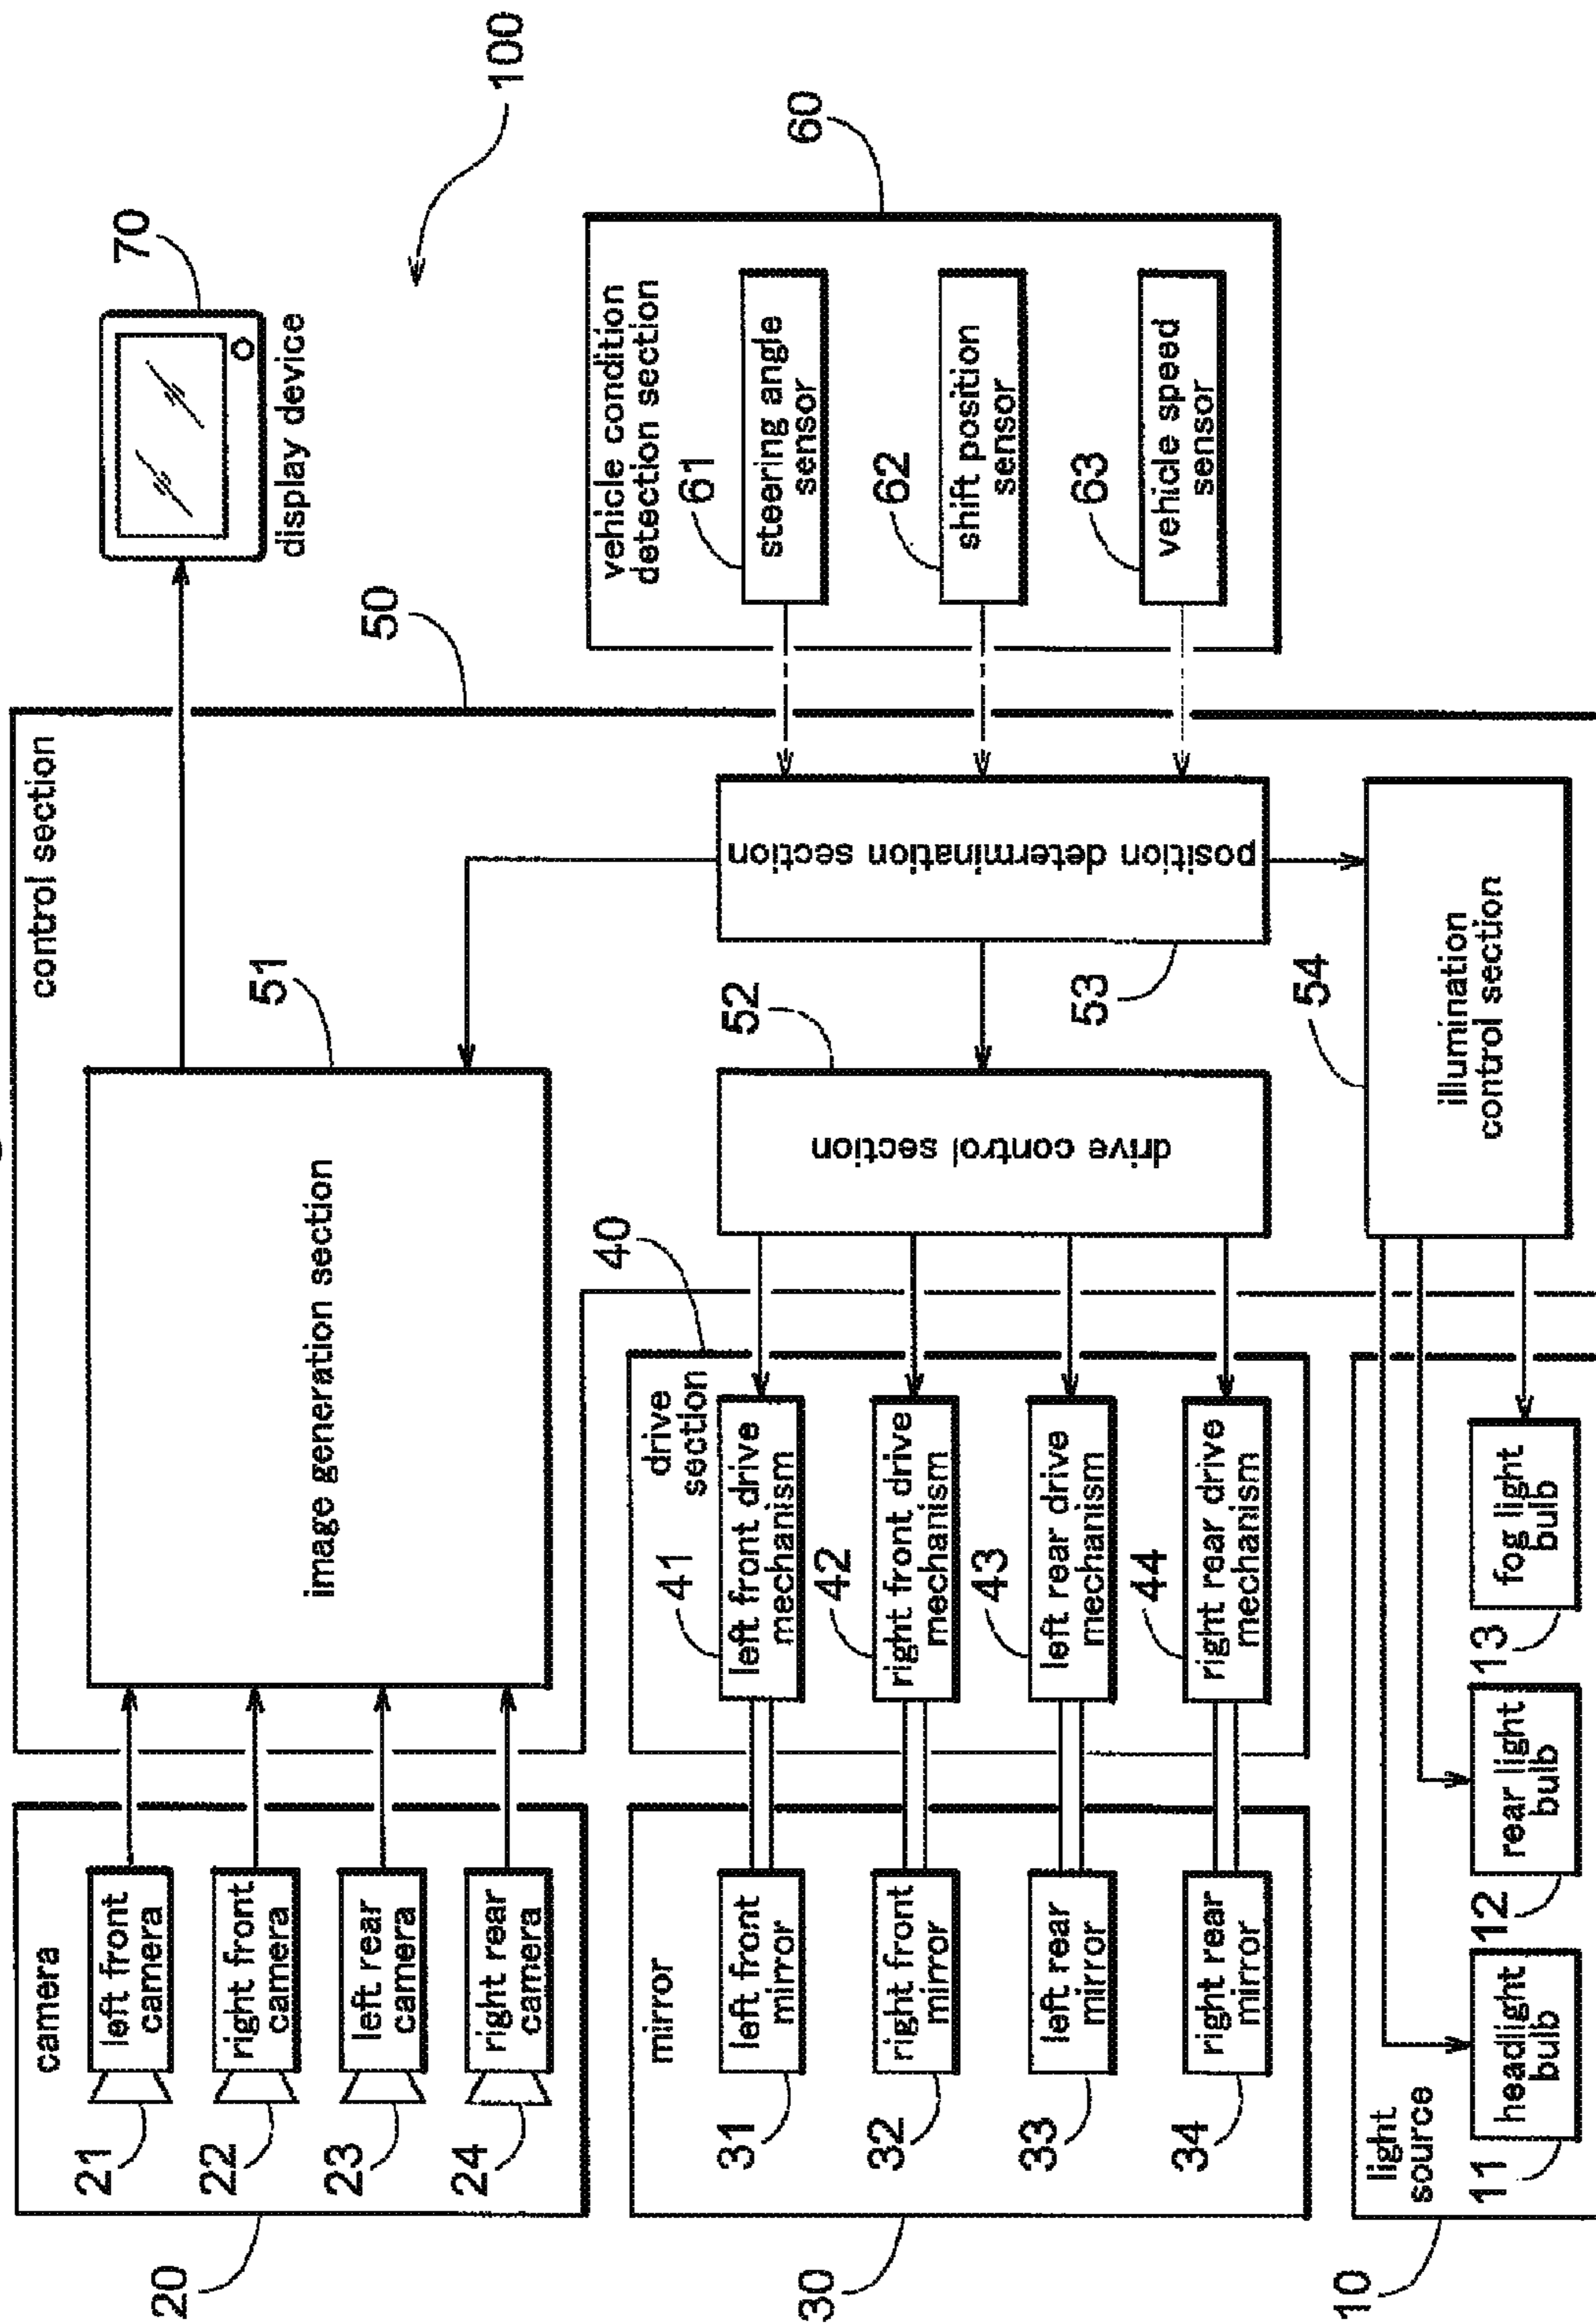 100
70
display device
control section
50
51
image generation section
camera
20
21
left front
camera
22
right front
camera
23
left rear
camera
24
right rear
camera
vehicle condition
detection section
60
61
steering angle
sensor
62
shift position
sensor
63
vehicle speed
sensor
position determination section
53
52
drive control section
40
drive
section
41
left front drive
mechanism
42
right front drive
mechanism
43
left rear drive
mechanism
44
right rear drive
mechanism
mirror
30
31
left front
mirror
32
right front
mirror
33
left rear
mirror
34
right rear
mirror
54
illumination
control section
light
source
10
11
headlight
bulb
12
rear light
bulb
13
fog light
bulb